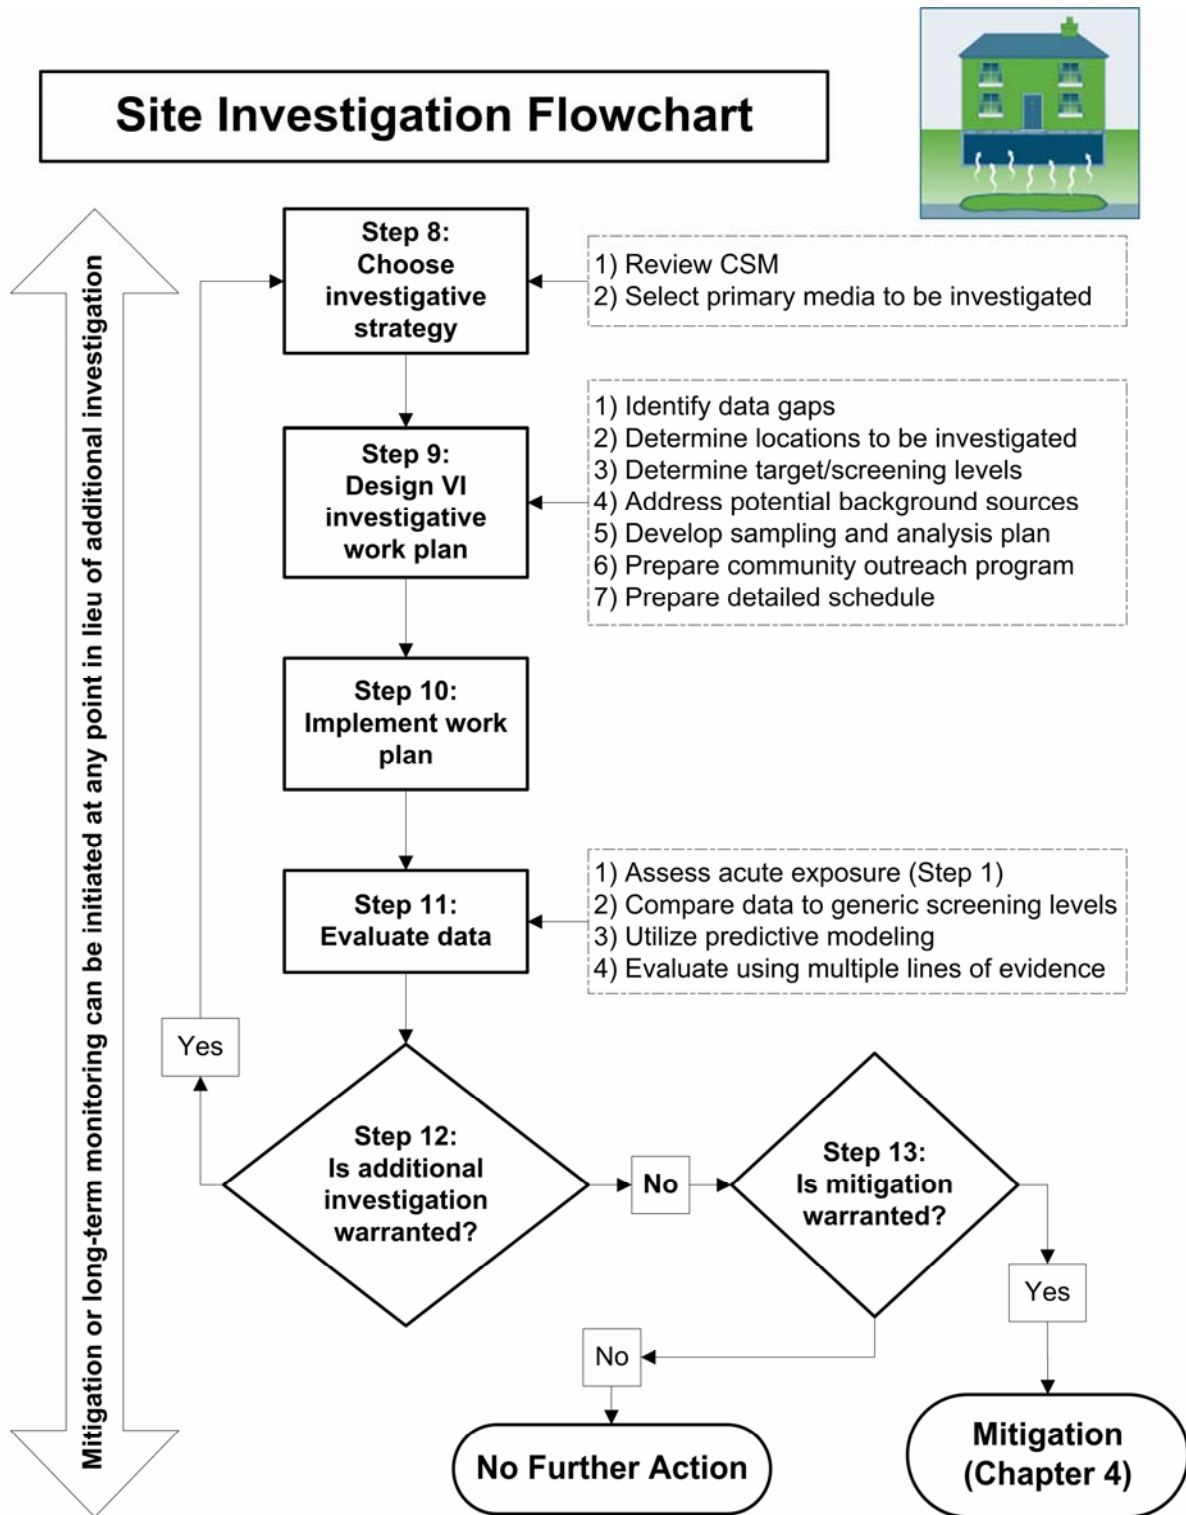 Site Investigation Flowchart
Mitigation or long-term monitoring can be initiated at any point in lieu of additional investigation
Step 8:
Choose
investigative
strategy
1) Review CSM
2) Select primary media to be investigated
Step 9:
Design VI
investigative
work plan
1) Identify data gaps
2) Determine locations to be investigated
3) Determine target/screening levels
4) Address potential background sources
5) Develop sampling and analysis plan
6) Prepare community outreach program
7) Prepare detailed schedule
Step 10:
Implement work
plan
Step 11:
Evaluate data
1) Assess acute exposure (Step 1)
2) Compare data to generic screening levels
3) Utilize predictive modeling
4) Evaluate using multiple lines of evidence
Yes
Step 12:
Is additional
investigation
warranted?
No
Step 13:
Is mitigation
warranted?
Yes
No
No Further Action
Mitigation
(Chapter 4)